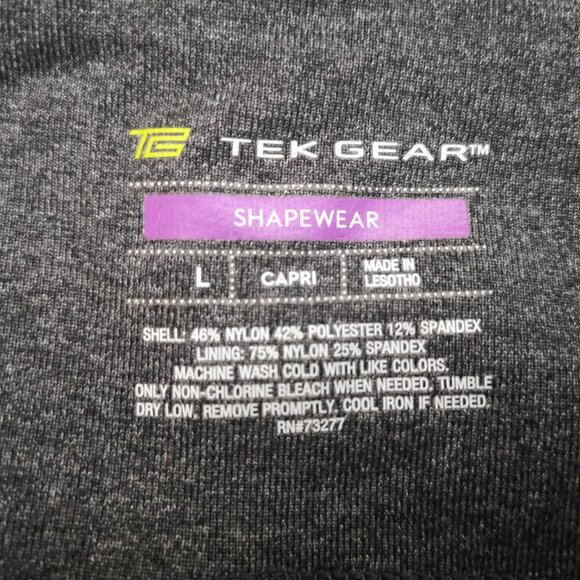 TG TEK GEAR™
SHAPEWEAR
L CAPRI MADE IN
LESOTHO
SHELL: 46% NYLON 42% POLYESTER 12% SPANDEX
LINING: 75% NYLON 25% SPANDEX
MACHINE WASH COLD WITH LIKE COLORS.
ONLY NON-CHLORINE BLEACH WHEN NEEDED. TUMBLE
DRY LOW. REMOVE PROMPTLY. COOL IRON IF NEEDED.
RN#73277